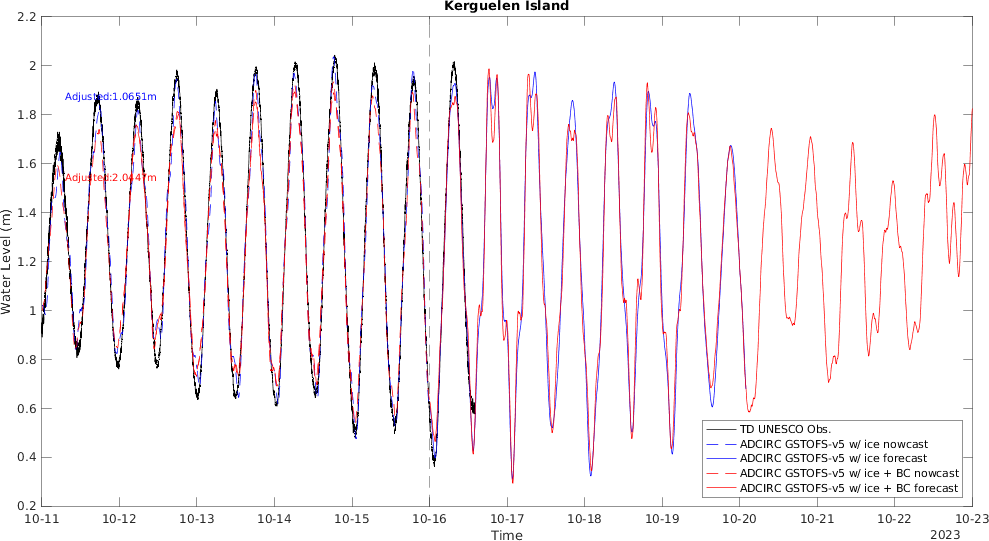 Kerguelen Island
2.2
2
1.8
1.6
1.4
1.2
1
0.8
0.6
0.4
0.2
Water Level (m)
Adjusted:1.0651m
Adjusted:2.0447m
TD UNESCO Obs.
ADCIRC GSTOFS-v5 w/ ice nowcast
ADCIRC GSTOFS-v5 w/ ice forecast
ADCIRC GSTOFS-v5 w/ ice + BC nowcast
ADCIRC GSTOFS-v5 w/ ice + BC forecast
10-11 10-12 10-13 10-14 10-15 10-16 10-17 10-18 10-19 10-20 10-21 10-22 10-23
Time
2023